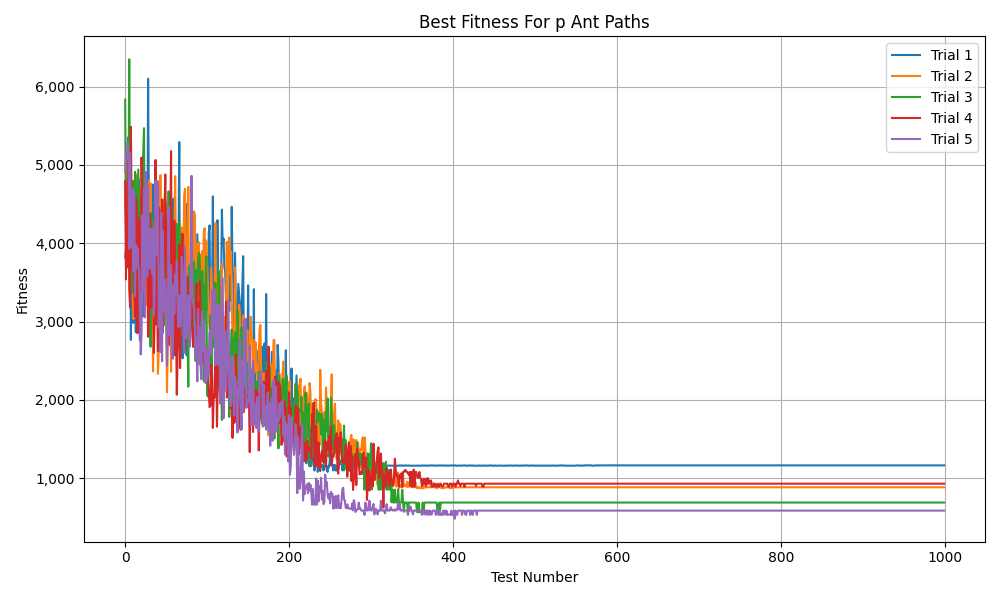 Best Fitness For p Ant Paths
Trial 1
Trial 2
Trial 3
Trial 4
Trial 5
6,000
5,000
4,000
3,000
2,000
1,000
Fitness
0
200
400
600
800
1000
Test Number